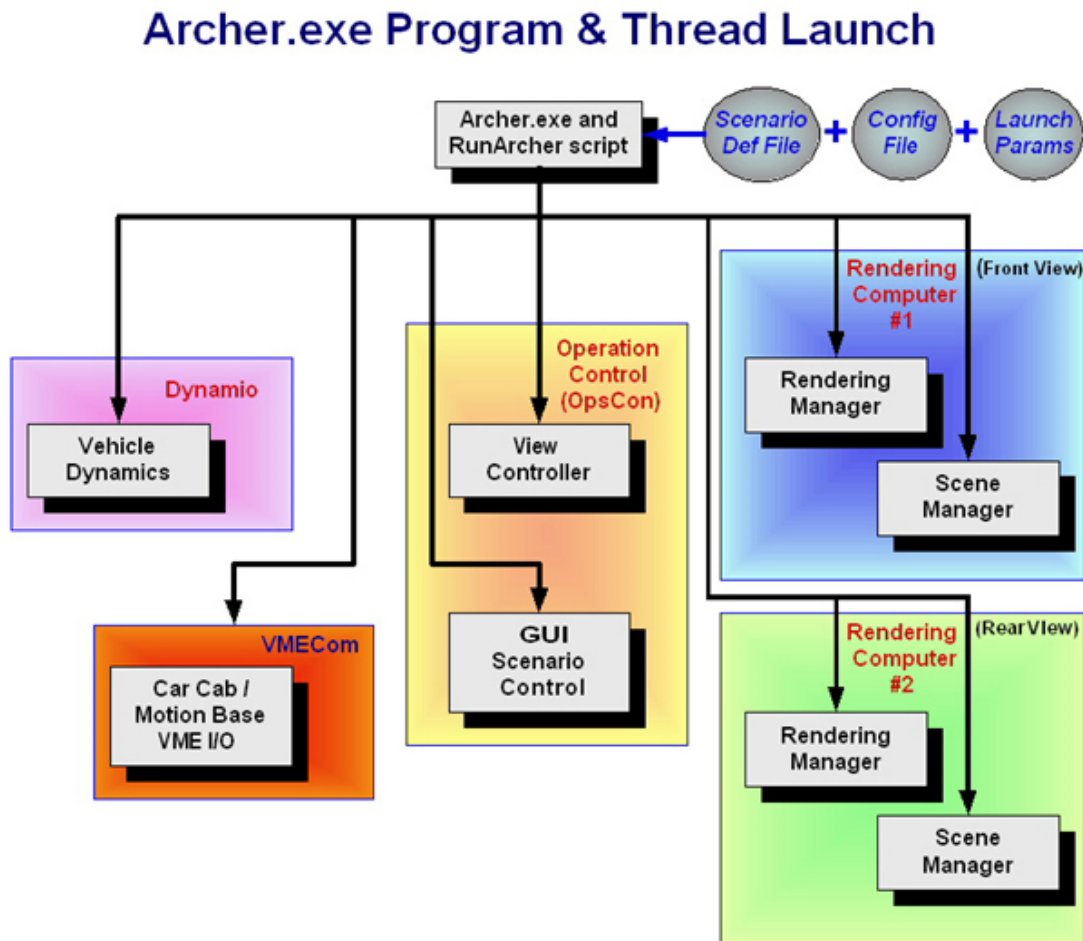 Archer.exe Program & Thread Launch
Archer.exe and
RunArcher script
Scenario
Def File
+
Config
File
+
Launch
Params
Dynamio
Vehicle
Dynamics
VMECom
Car Cab /
Motion Base
VME I/O
Operation
Control
(OpsCon)
View
Controller
GUI
Scenario
Control
Rendering
Computer
#1
(Front View)
Rendering
Manager
Scene
Manager
Rendering
Computer
#2
(RearVIew)
Rendering
Manager
Scene
Manager